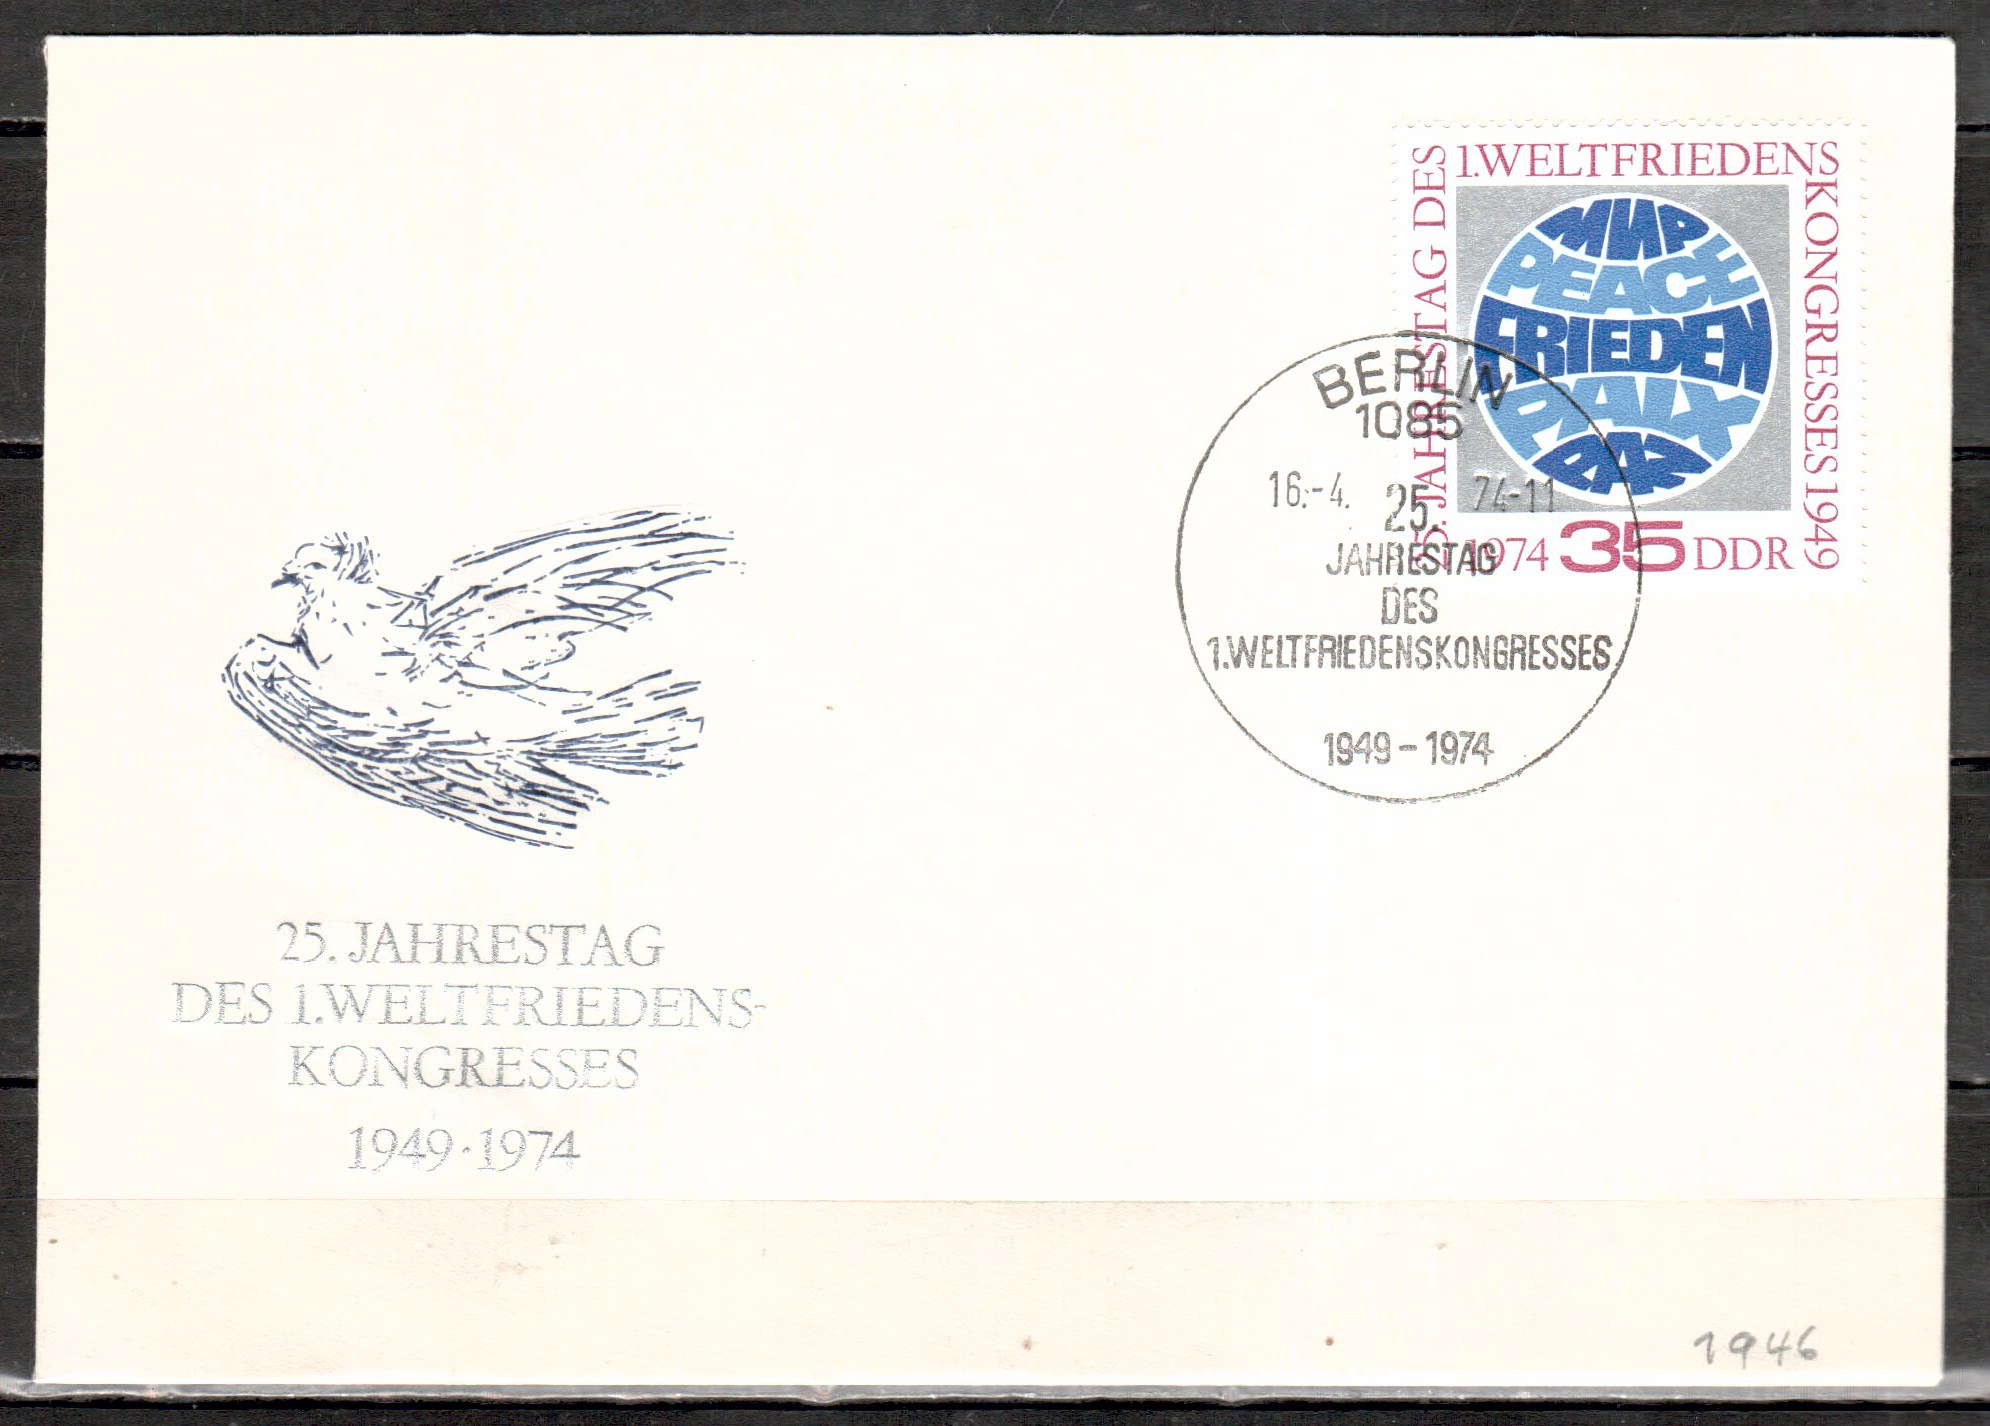 25. JAHRESTAG DES
1. WELTFRIEDENS
KONGRESSES 1949
МИР
PEACE
FRIEDEN
PAIX
PAZ
1974 35 DDR
BERLIN
1085
16.-4. 74-11
25.
JAHRESTAG
DES
1.WELTFRIEDENSKONGRESSES
1949-1974
25. JAHRESTAG
DES 1. WELTFRIEDENS-
KONGRESSES
1949·1974
1946